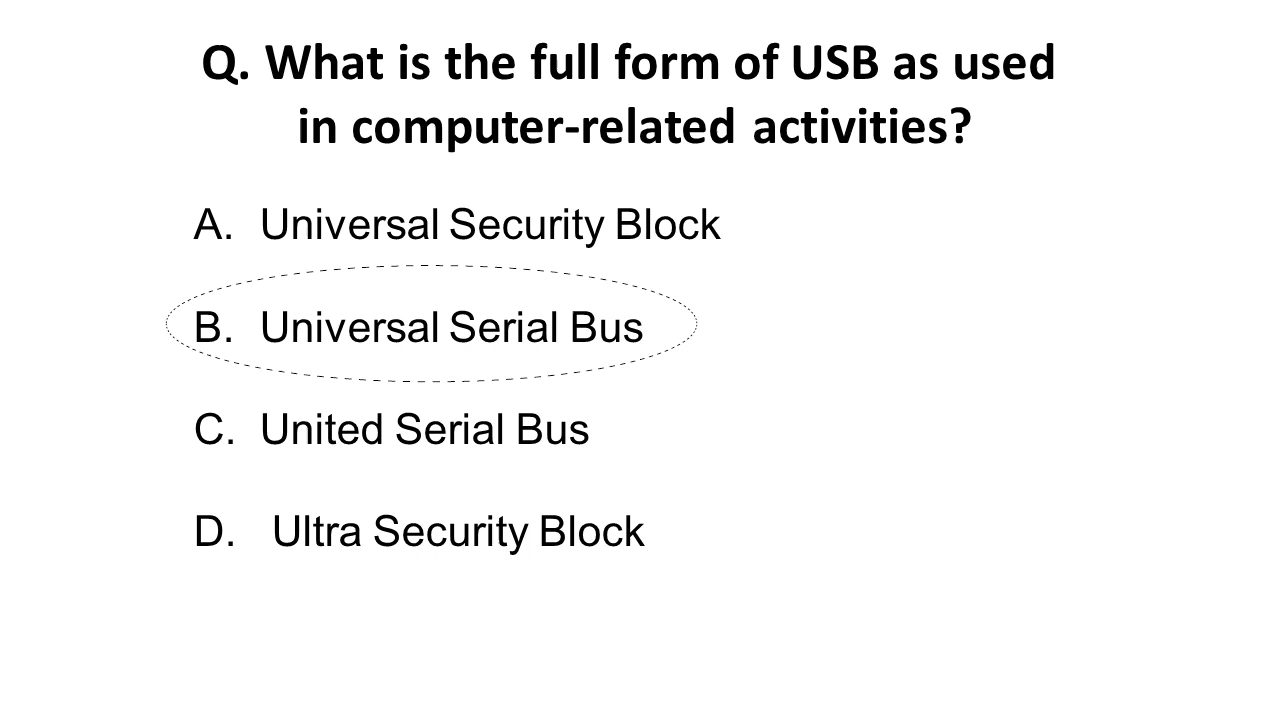 Q. What is the full form of USB as used
in computer-related activities?
A. Universal Security Block
B. Universal Serial Bus
C. United Serial Bus
D. Ultra Security Block